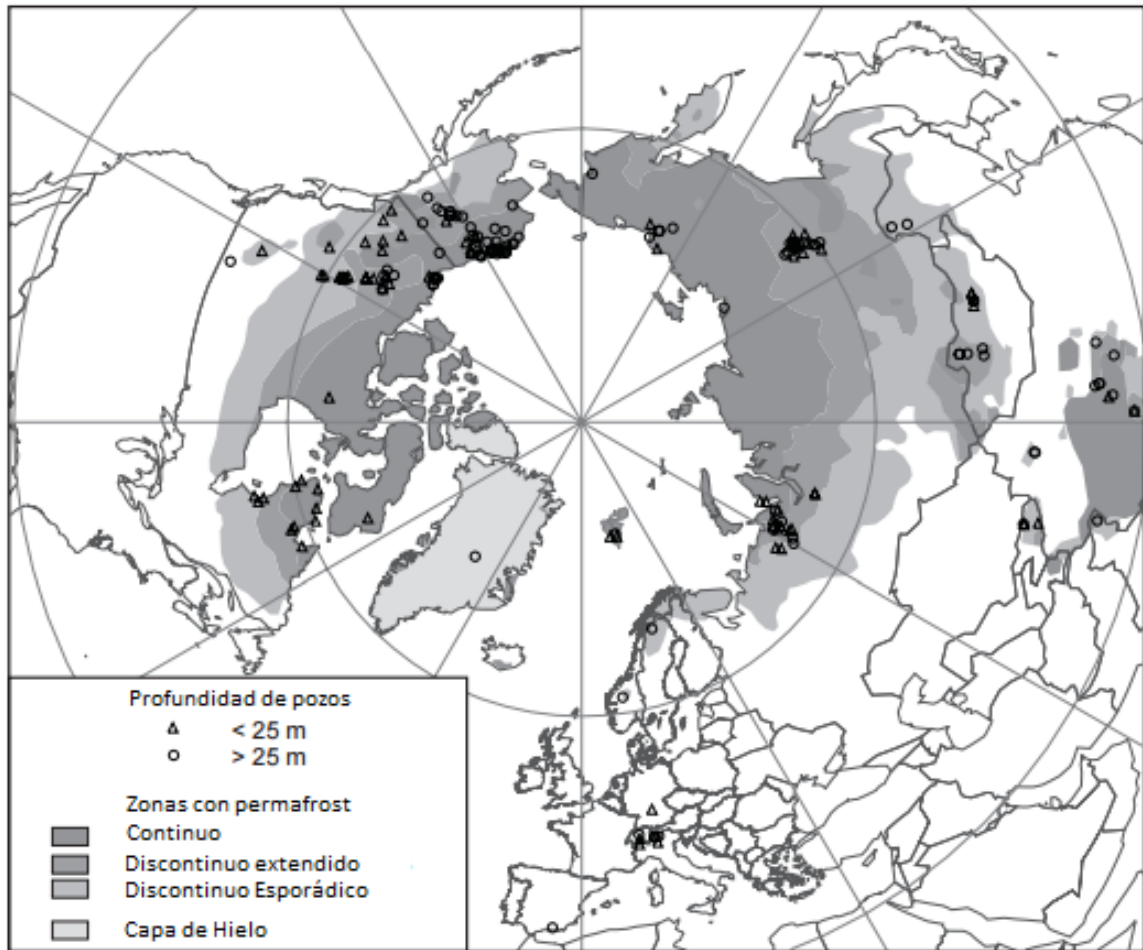 Profundidad de pozos
< 25 m
> 25 m
Zonas con permafrost
Continuo
Discontinuo extendido
Discontinuo Esporádico
Capa de Hielo